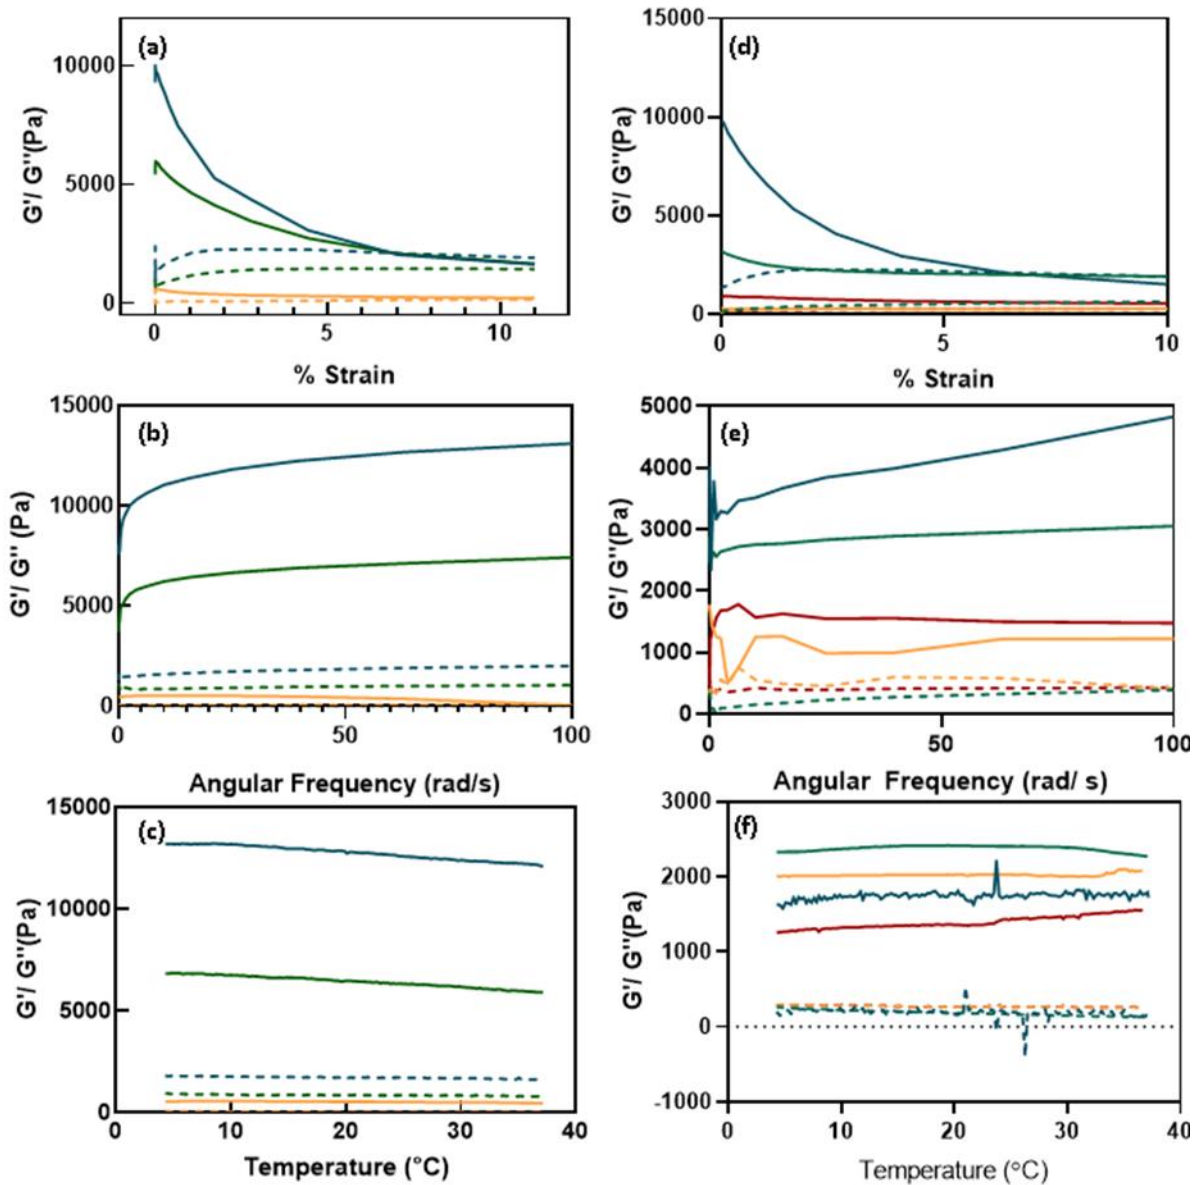 (a)
10000
5000
0
G'/ G''(Pa)
0 5 10
% Strain
(d)
15000
10000
5000
0
G'/ G''(Pa)
0 5 10
% Strain
(b)
15000
10000
5000
0
G'/ G'' (Pa)
0 50 100
Angular Frequency (rad/s)
(e)
5000
4000
3000
2000
1000
0
G'/ G''(Pa)
0 50 100
Angular Frequency (rad/ s)
(c)
15000
10000
5000
0
G'/ G''(Pa)
0 10 20 30 40
Temperature (°C)
(f)
3000
2000
1000
0
-1000
G'/ G''(Pa)
0 10 20 30 40
Temperature (°C)